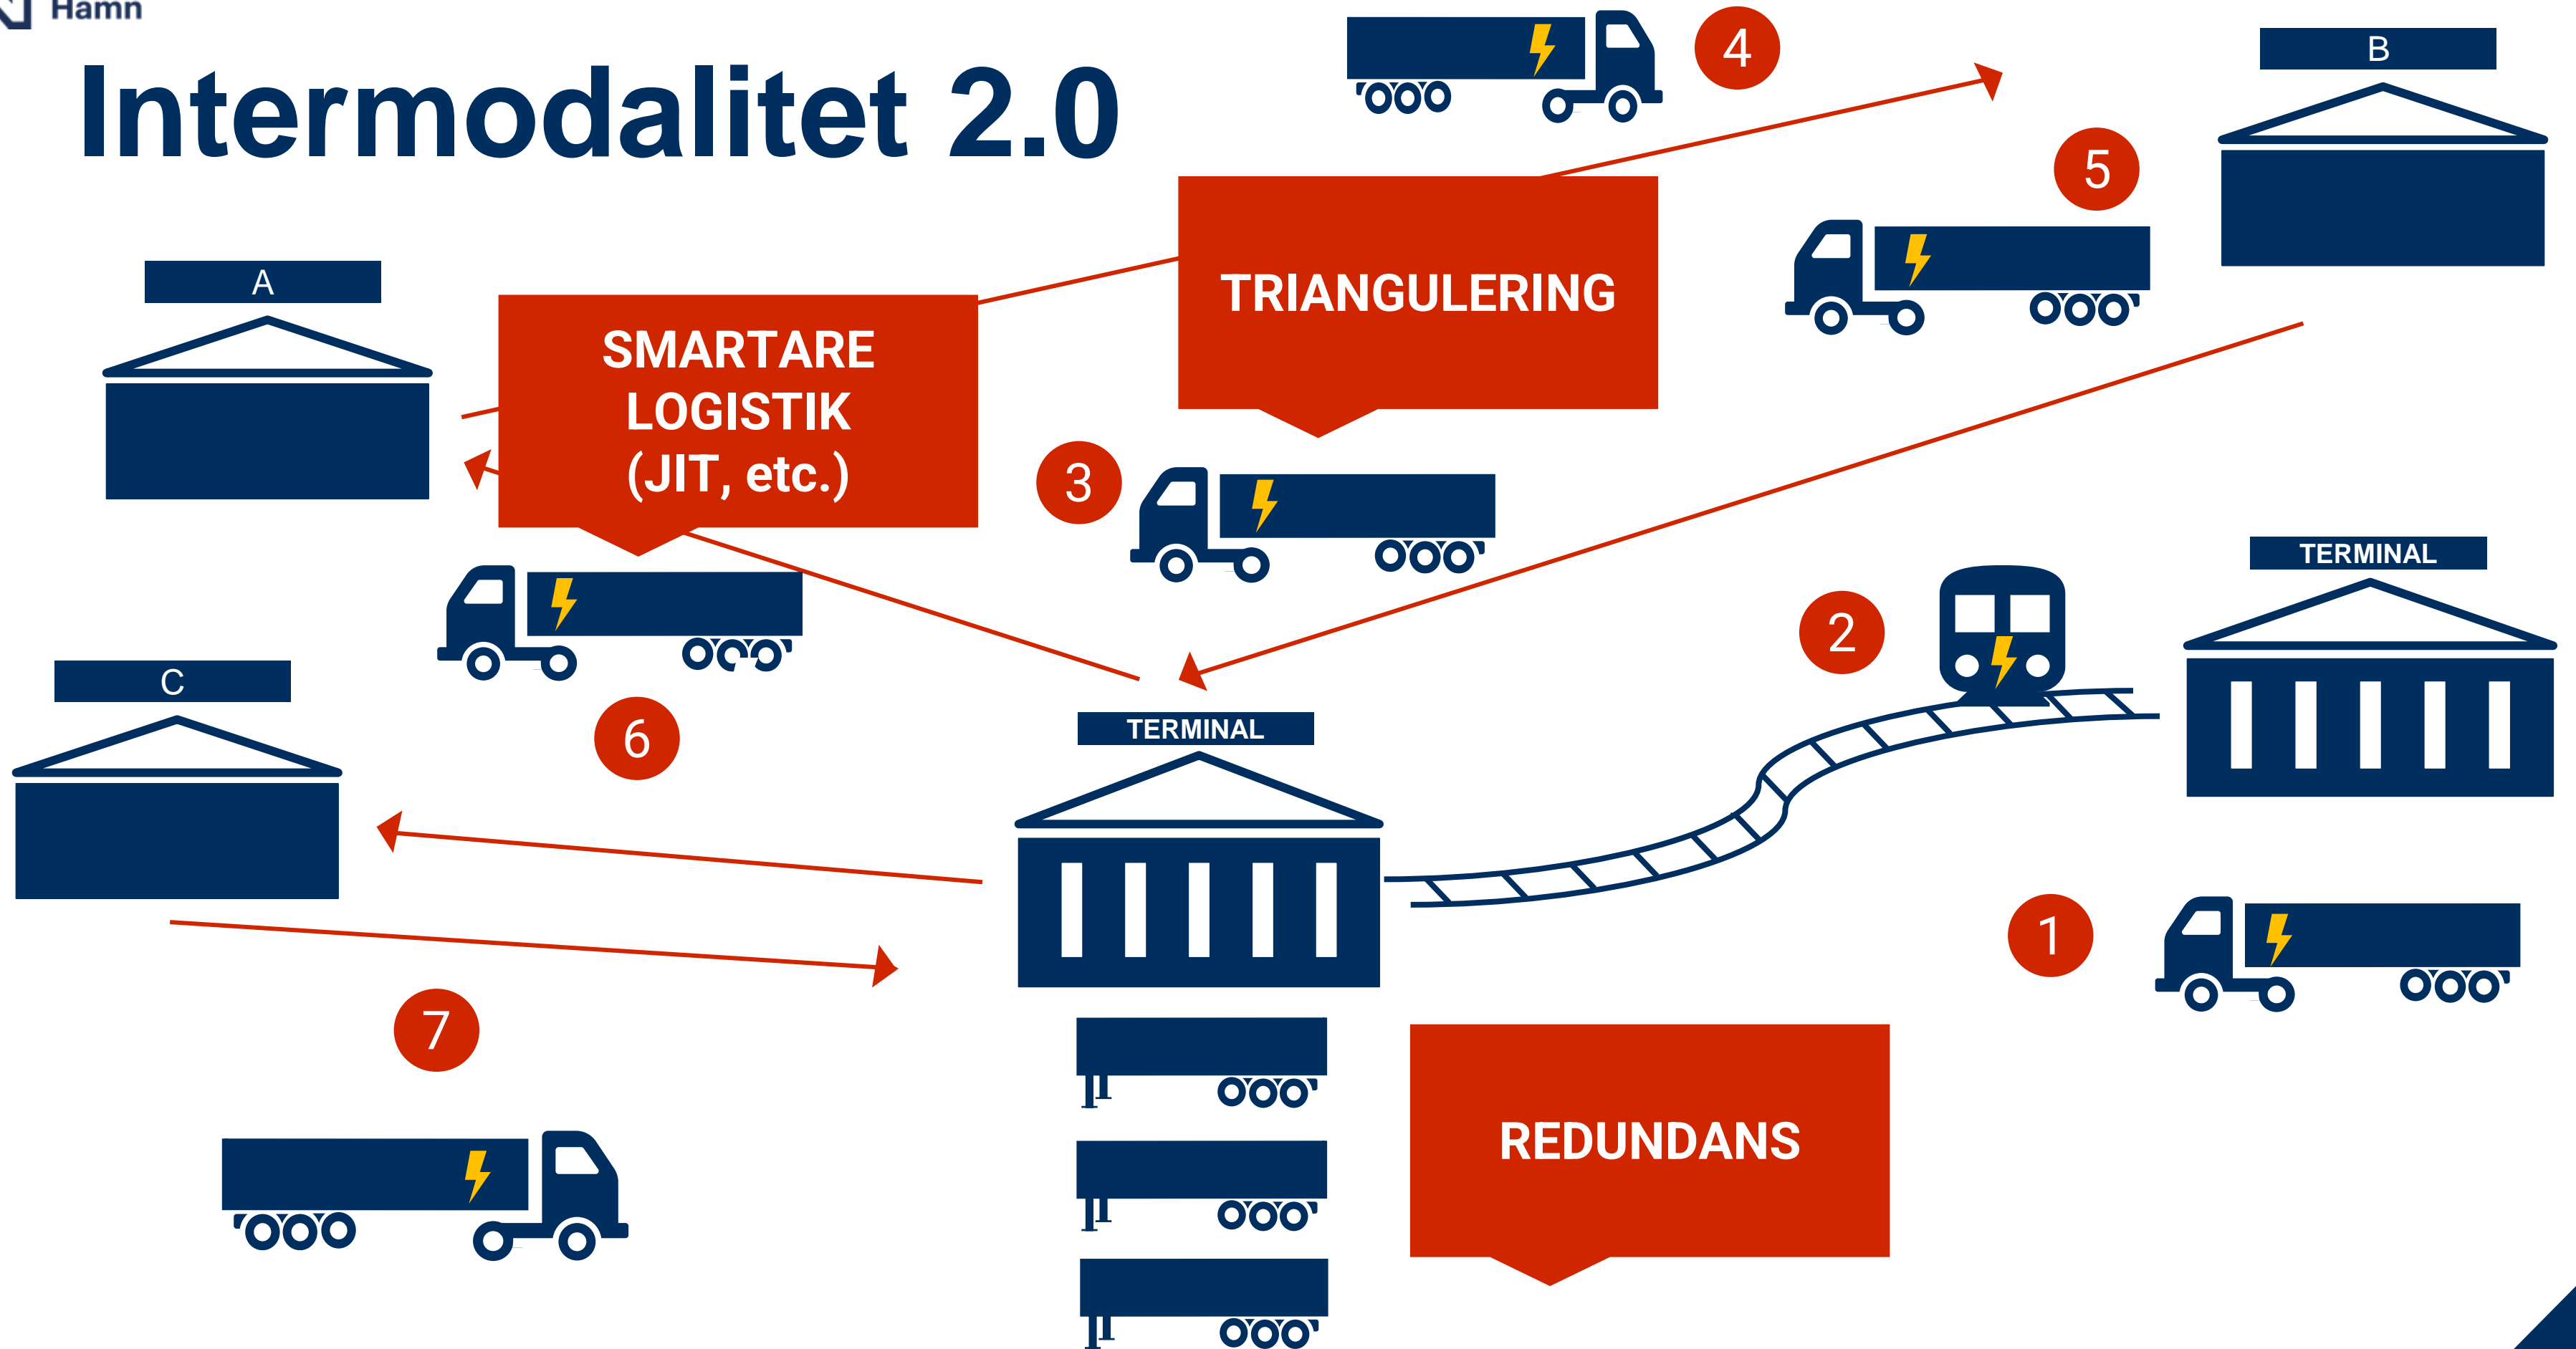 Hamn
Intermodalitet 2.0
4
B
5
A
TRIANGULERING
SMARTARE
LOGISTIK
(JIT, etc.)
3
TERMINAL
2
C
6
TERMINAL
1
7
REDUNDANS